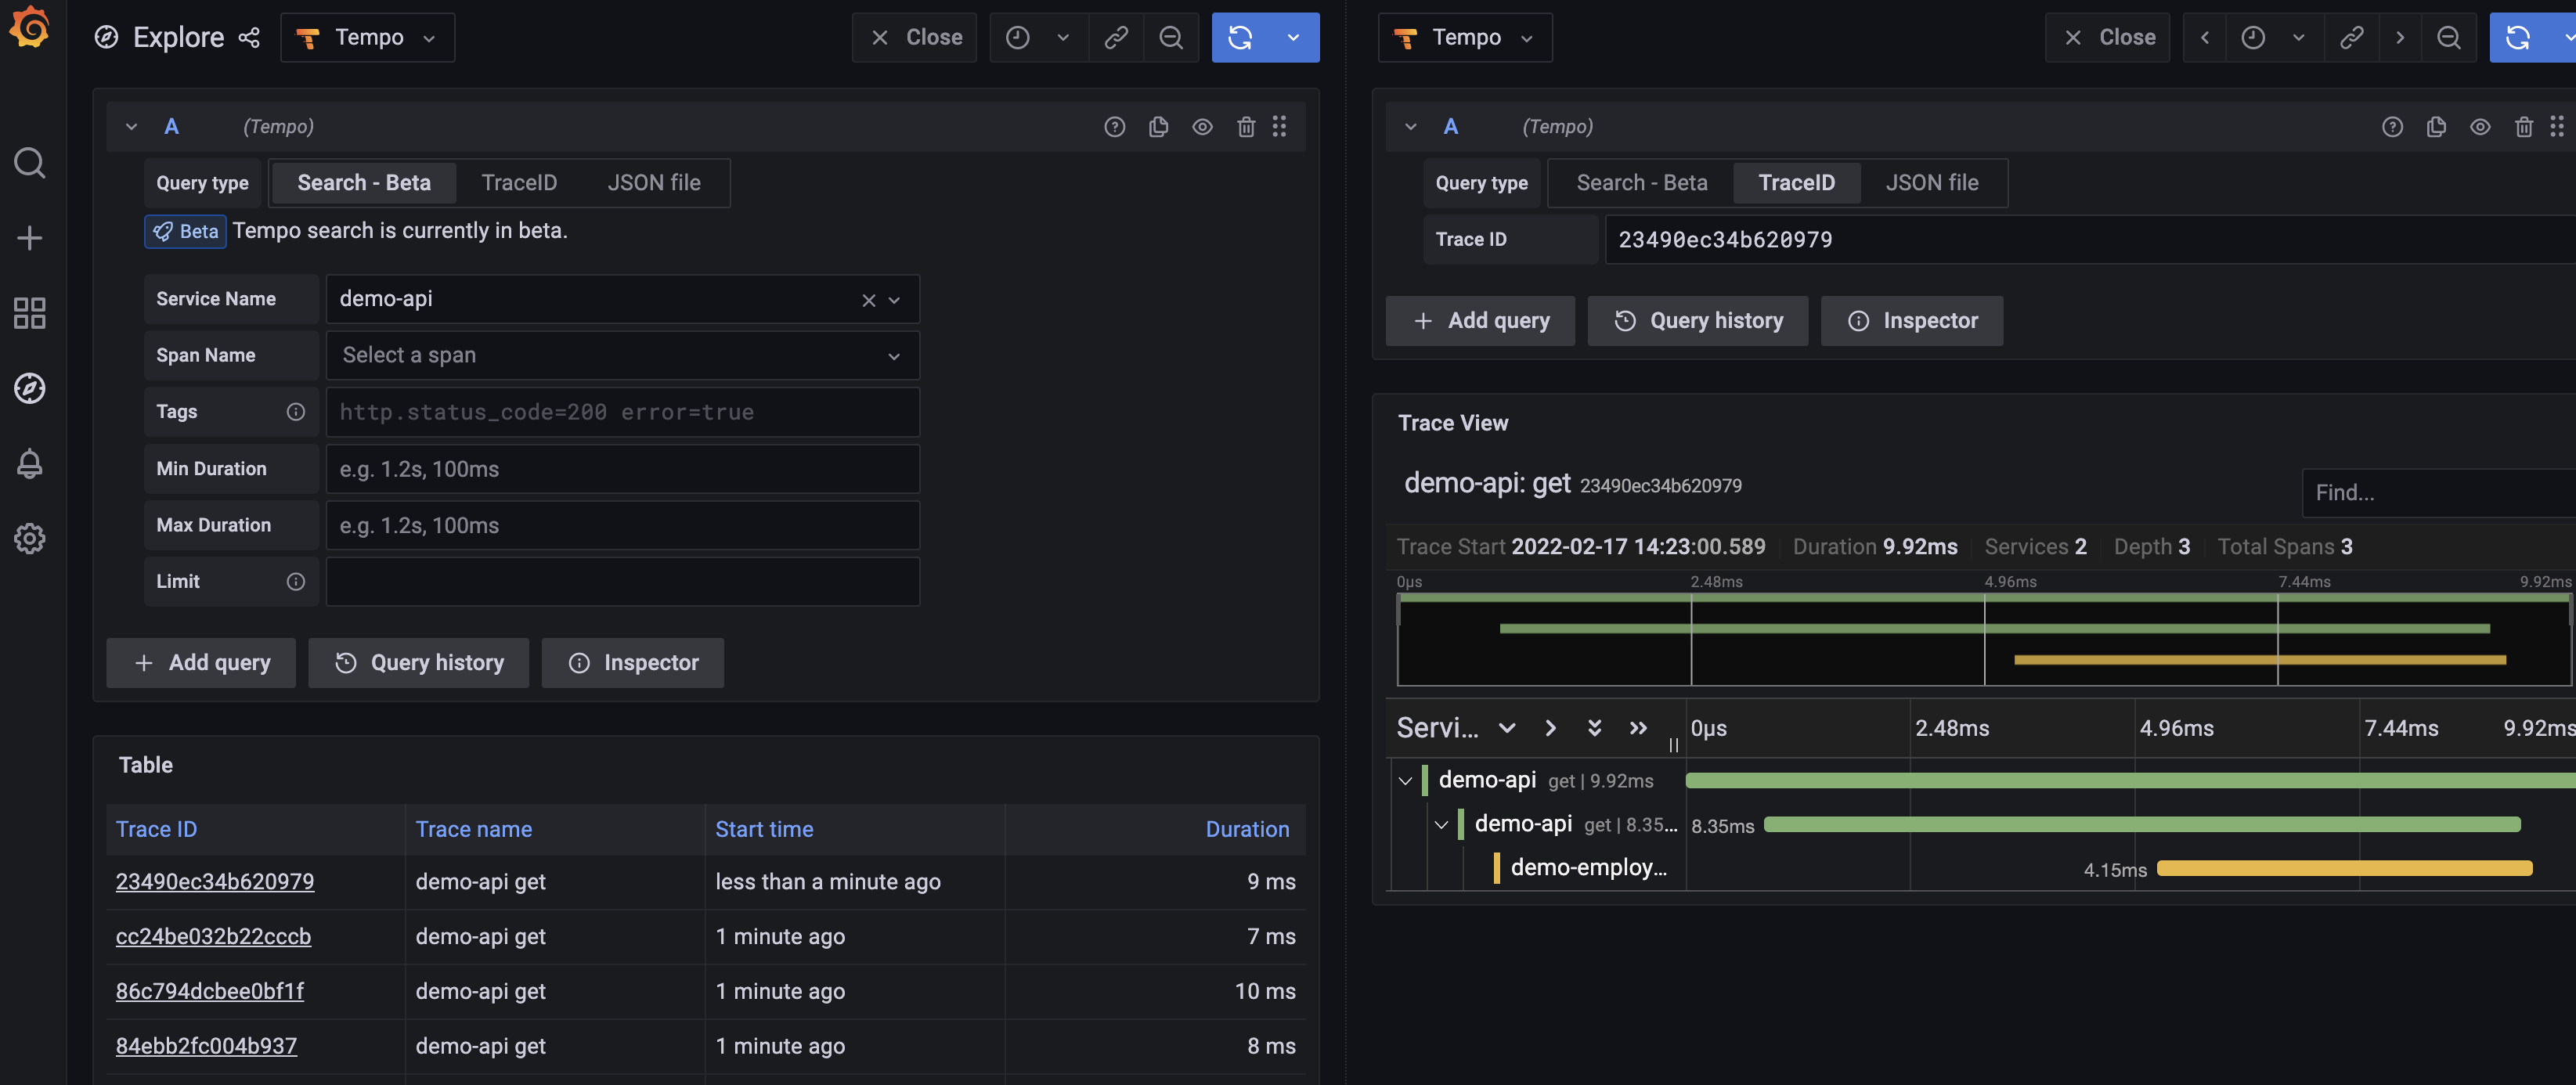 Explore
Tempo
Close
A (Tempo)
Query type Search - Beta TraceID JSON file
Beta Tempo search is currently in beta.
Service Name demo-api
Span Name Select a span
Tags http.status_code=200 error=true
Min Duration e.g. 1.2s, 100ms
Max Duration e.g. 1.2s, 100ms
Limit
Add query Query history Inspector
Table
Trace ID Trace name Start time Duration
23490ec34b620979 demo-api get less than a minute ago 9 ms
cc24be032b22cccb demo-api get 1 minute ago 7 ms
86c794dcbee0bf1f demo-api get 1 minute ago 10 ms
84ebb2fc004b937 demo-api get 1 minute ago 8 ms
Tempo
Close
A (Tempo)
Query type Search - Beta TraceID JSON file
Trace ID 23490ec34b620979
Add query Query history Inspector
Trace View
demo-api: get 23490ec34b620979
Find...
Trace Start 2022-02-17 14:23:00.589 Duration 9.92ms Services 2 Depth 3 Total Spans 3
0μs 2.48ms 4.96ms 7.44ms 9.92ms
Servi... 0μs 2.48ms 4.96ms 7.44ms 9.92ms
demo-api get | 9.92ms
demo-api get | 8.35... 8.35ms
demo-employ... 4.15ms